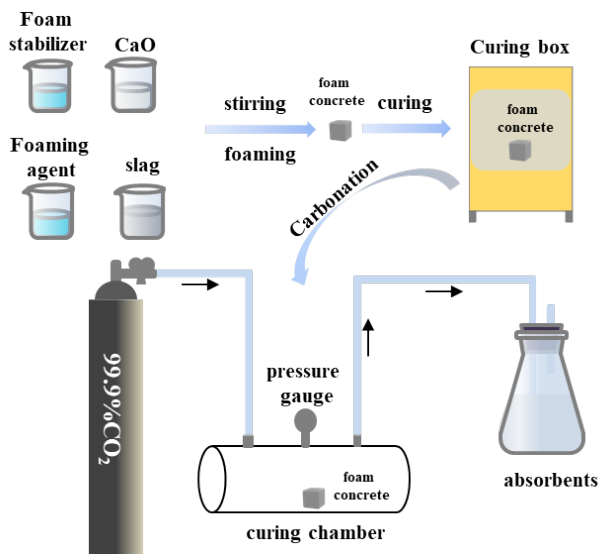 Foam
stabilizer
CaO
Foaming
agent
slag
stirring
foaming
foam
concrete
curing
Curing box
foam
concrete
Carbonation
99.9%CO₂
pressure
gauge
foam
concrete
curing chamber
absorbents